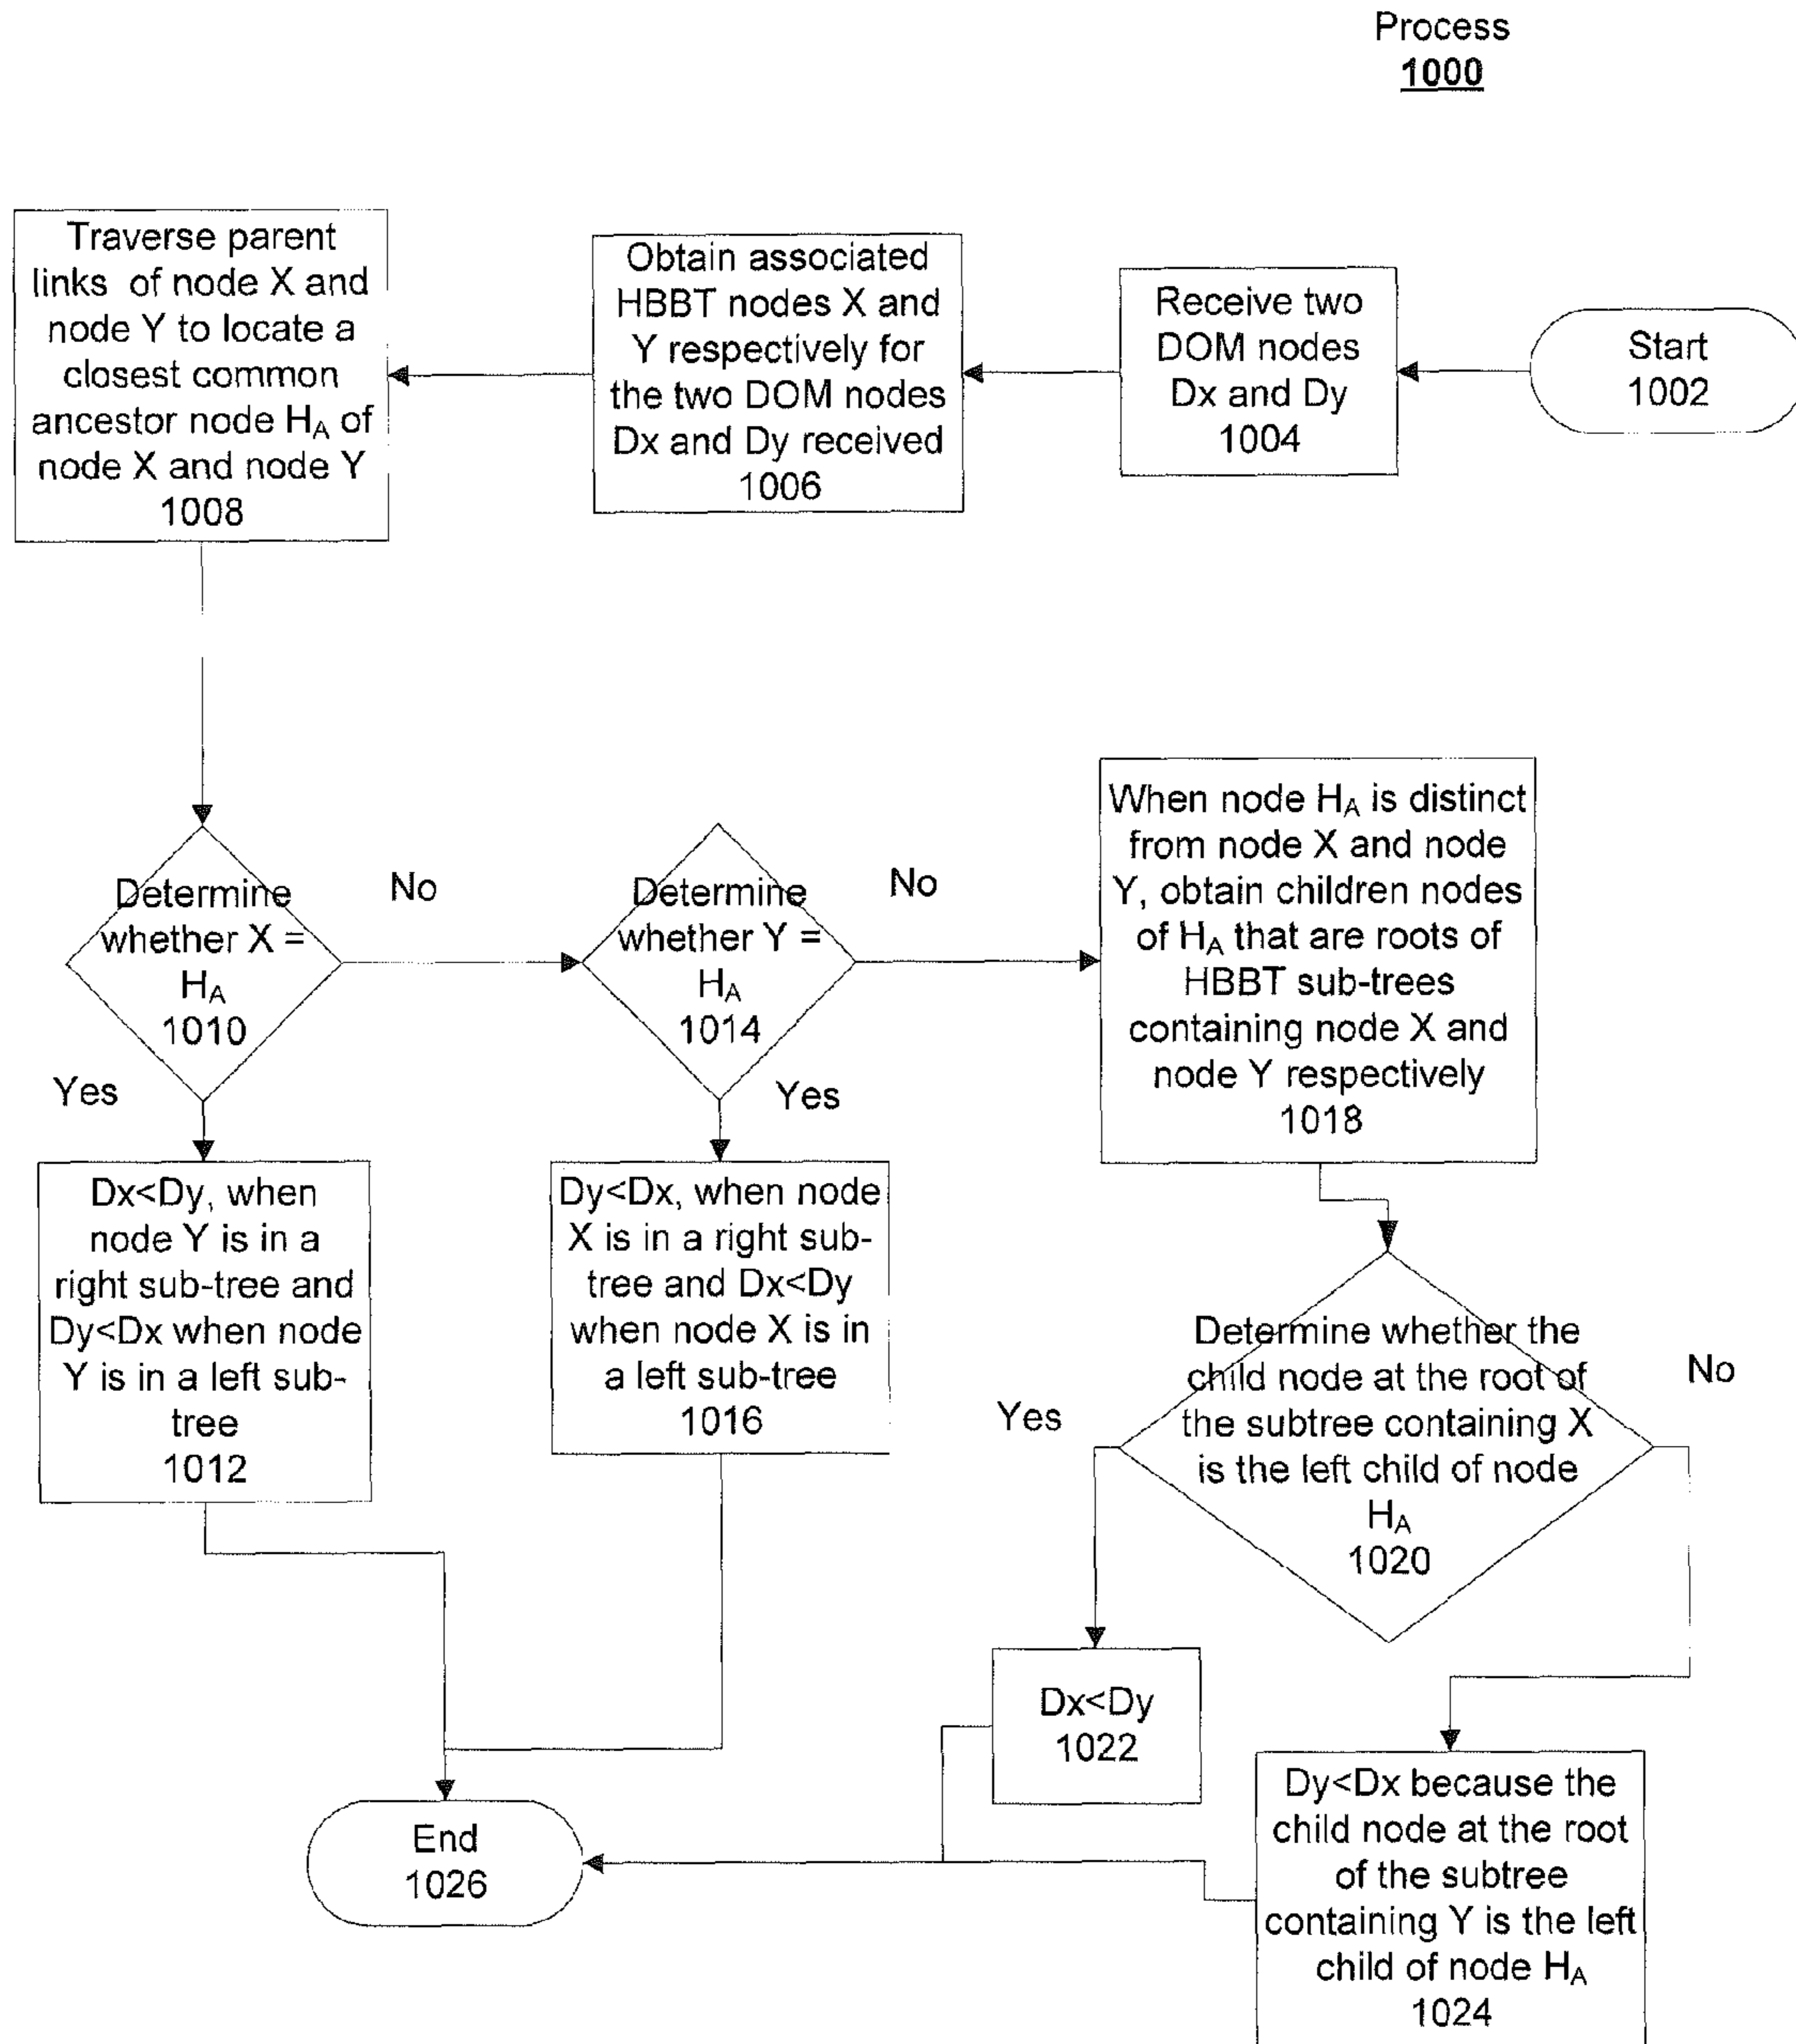 Process
1000
Start
1002
Receive two
DOM nodes
Dx and Dy
1004
Obtain associated
HBBT nodes X and
Y respectively for
the two DOM nodes
Dx and Dy received
1006
Traverse parent
links of node X and
node Y to locate a
closest common
ancestor node HA of
node X and node Y
1008
Determine
whether X =
HA
1010
No
Yes
Dx<Dy, when
node Y is in a
right sub-tree and
Dy<Dx when node
Y is in a left sub-
tree
1012
Determine
whether Y =
HA
1014
No
Yes
Dy<Dx, when node
X is in a right sub-
tree and Dx<Dy
when node X is in
a left sub-tree
1016
When node HA is distinct
from node X and node
Y, obtain children nodes
of HA that are roots of
HBBT sub-trees
containing node X and
node Y respectively
1018
Determine whether the
child node at the root of
the subtree containing X
is the left child of node
HA
1020
Yes
No
Dx<Dy
1022
Dy<Dx because the
child node at the root
of the subtree
containing Y is the left
child of node HA
1024
End
1026